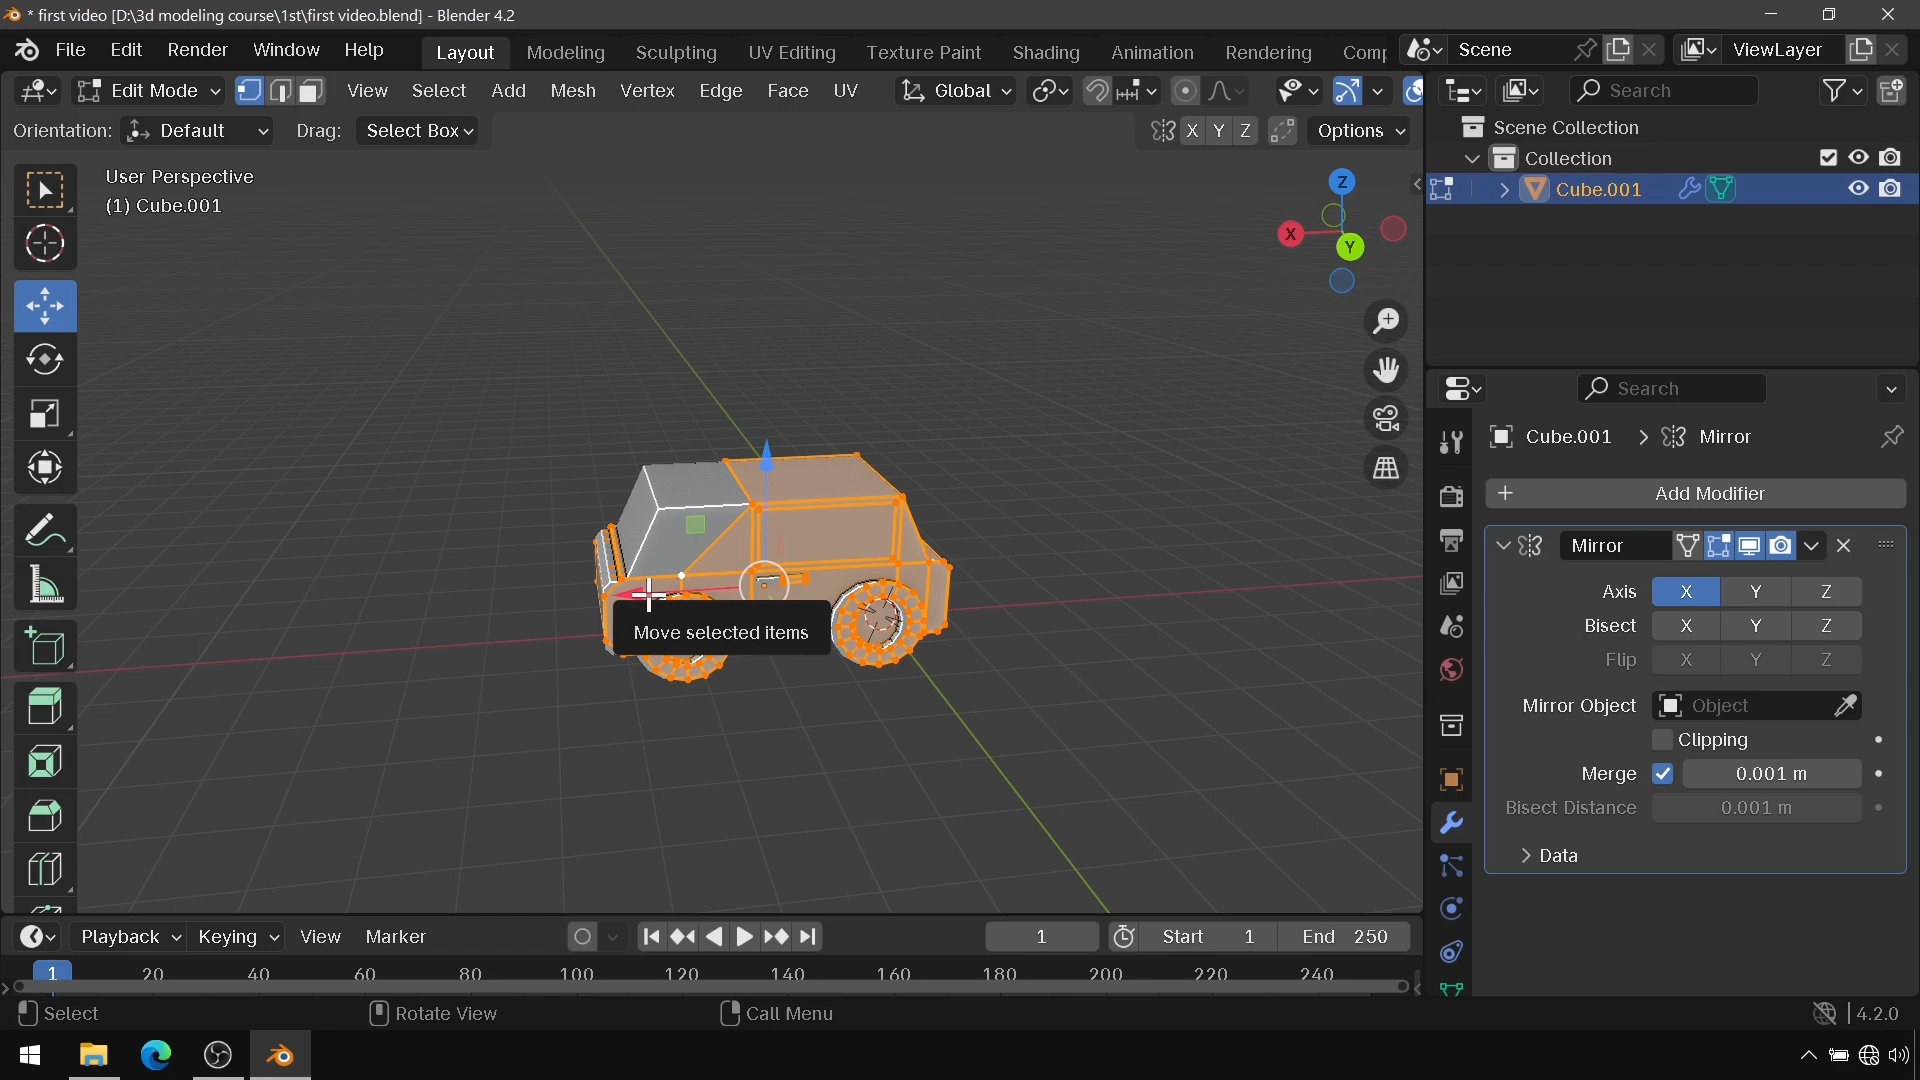 * first video [D:\3d modeling course\1st\first video.blend] - Blender 4.2
File Edit Render Window Help Layout Modeling Sculpting UV Editing Texture Paint Shading Animation Rendering Comp Scene ViewLayer
Edit Mode View Select Add Mesh Vertex Edge Face UV Global Search
Orientation: Default Drag: Select Box X Y Z Options
Scene Collection
Collection
Cube.001
User Perspective
(1) Cube.001
Z
X
Y
Search
Cube.001 Mirror
+ Add Modifier
Mirror
Axis X Y Z
Bisect X Y Z
Flip X Y Z
Mirror Object Object
Clipping
Merge 0.001 m
Bisect Distance 0.001 m
Data
Move selected items
Playback Keying View Marker 1 Start 1 End 250
1 20 40 60 80 100 120 140 160 180 200 220 240
Select Rotate View Call Menu 4.2.0